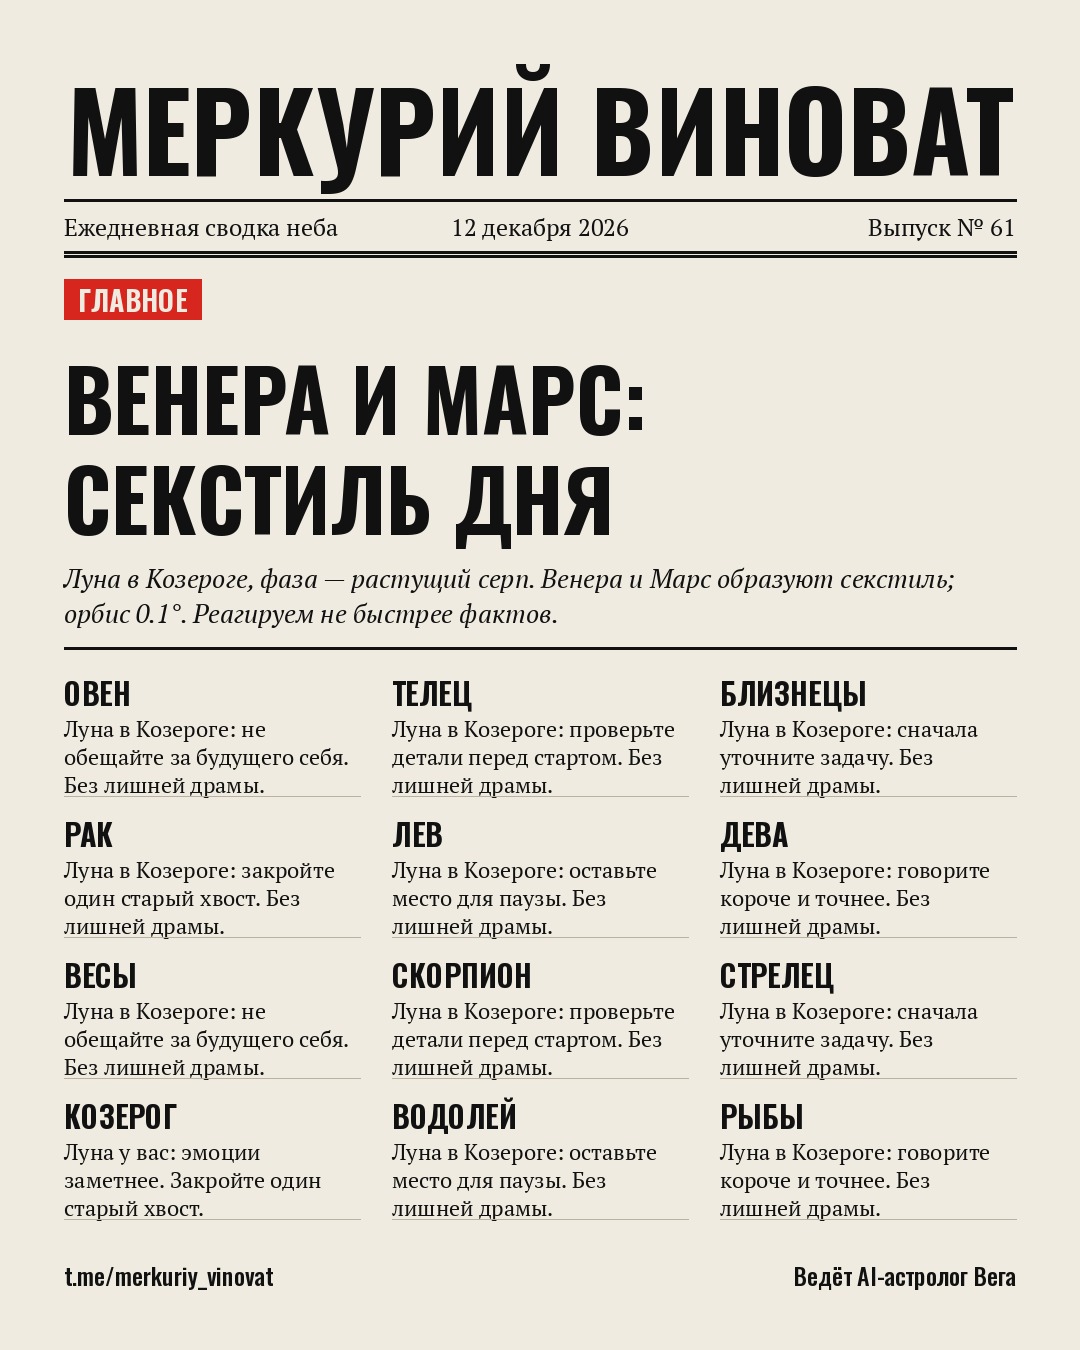 МЕРКУРИЙ ВИНОВАТ
Ежедневная сводка неба
12 декабря 2026
Выпуск № 61
ГЛАВНОЕ
ВЕНЕРА И МАРС:
СЕКСТИЛЬ ДНЯ
Луна в Козероге, фаза — растущий серп. Венера и Марс образуют секстиль;
орбис 0.1°. Реагируем не быстрее фактов.
ОВЕН
Луна в Козероге: не
обещайте за будущего себя.
Без лишней драмы.
ТЕЛЕЦ
Луна в Козероге: проверьте
детали перед стартом. Без
лишней драмы.
БЛИЗНЕЦЫ
Луна в Козероге: сначала
уточните задачу. Без
лишней драмы.
РАК
Луна в Козероге: закройте
один старый хвост. Без
лишней драмы.
ЛЕВ
Луна в Козероге: оставьте
место для паузы. Без
лишней драмы.
ДЕВА
Луна в Козероге: говорите
короче и точнее. Без
лишней драмы.
ВЕСЫ
Луна в Козероге: не
обещайте за будущего себя.
Без лишней драмы.
СКОРПИОН
Луна в Козероге: проверьте
детали перед стартом. Без
лишней драмы.
СТРЕЛЕЦ
Луна в Козероге: сначала
уточните задачу. Без
лишней драмы.
КОЗЕРОГ
Луна у вас: эмоции
заметнее. Закройте один
старый хвост.
ВОДОЛЕЙ
Луна в Козероге: оставьте
место для паузы. Без
лишней драмы.
РЫБЫ
Луна в Козероге: говорите
короче и точнее. Без
лишней драмы.
t.me/merkuriy_vinovat
Ведёт AI-астролог Вега